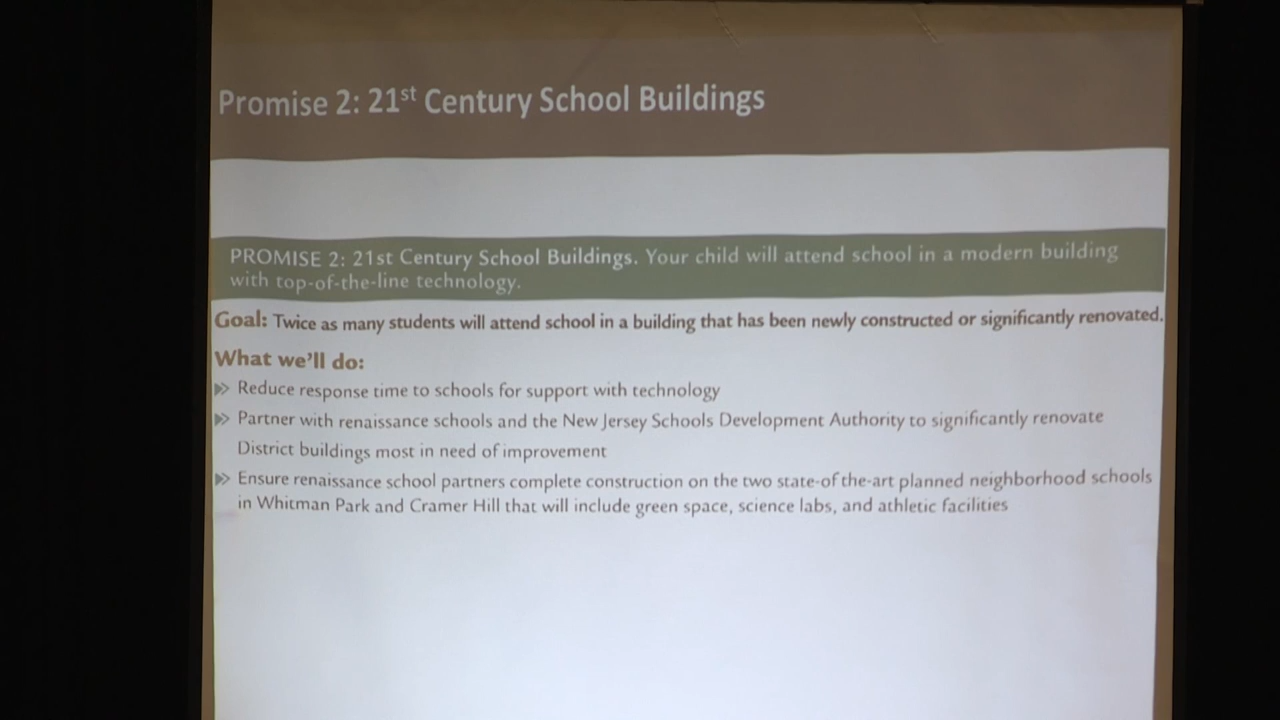 Promise 2: 21st Century School Buildings
PROMISE 2: 21st Century School Buildings. Your child will attend school in a modern building
with top-of-the-line technology.
Goal: Twice as many students will attend school in a building that has been newly constructed or significantly renovated.
What we'll do:
Reduce response time to schools for support with technology
Partner with renaissance schools and the New Jersey Schools Development Authority to significantly renovate
District buildings most in need of improvement
Ensure renaissance school partners complete construction on the two state-of the-art planned neighborhood schools
in Whitman Park and Cramer Hill that will include green space, science labs, and athletic facilities